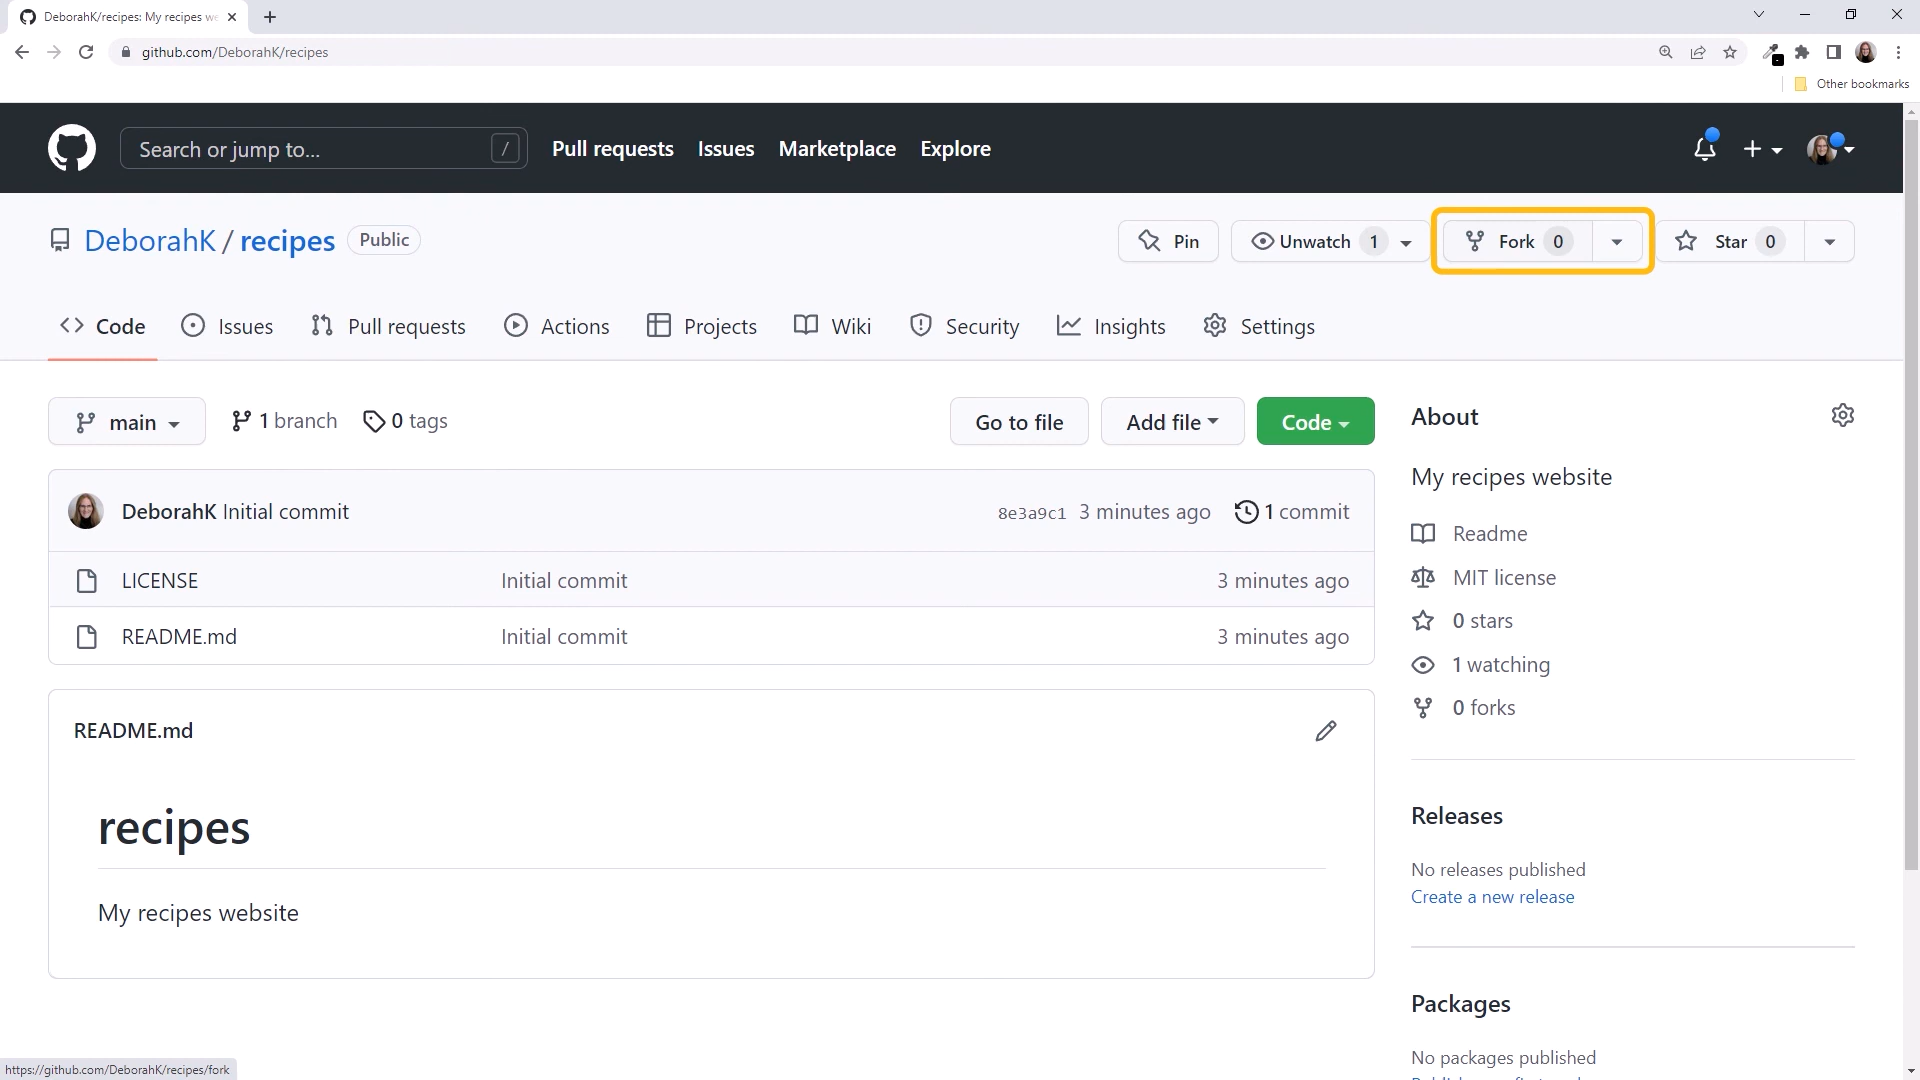 DeborahK/recipes: My recipes we
github.com/DeborahK/recipes
Other bookmarks
Search or jump to... /
Pull requests Issues Marketplace Explore
DeborahK / recipes Public
Pin Unwatch 1 Fork 0 Star 0
Code Issues Pull requests Actions Projects Wiki Security Insights Settings
main 1 branch 0 tags Go to file Add file Code
DeborahK Initial commit 8e3a9c1 3 minutes ago 1 commit
LICENSE Initial commit 3 minutes ago
README.md Initial commit 3 minutes ago
README.md
recipes
My recipes website
About
My recipes website
Readme
MIT license
0 stars
1 watching
0 forks
Releases
No releases published
Create a new release
Packages
No packages published
https://github.com/DeborahK/recipes/fork